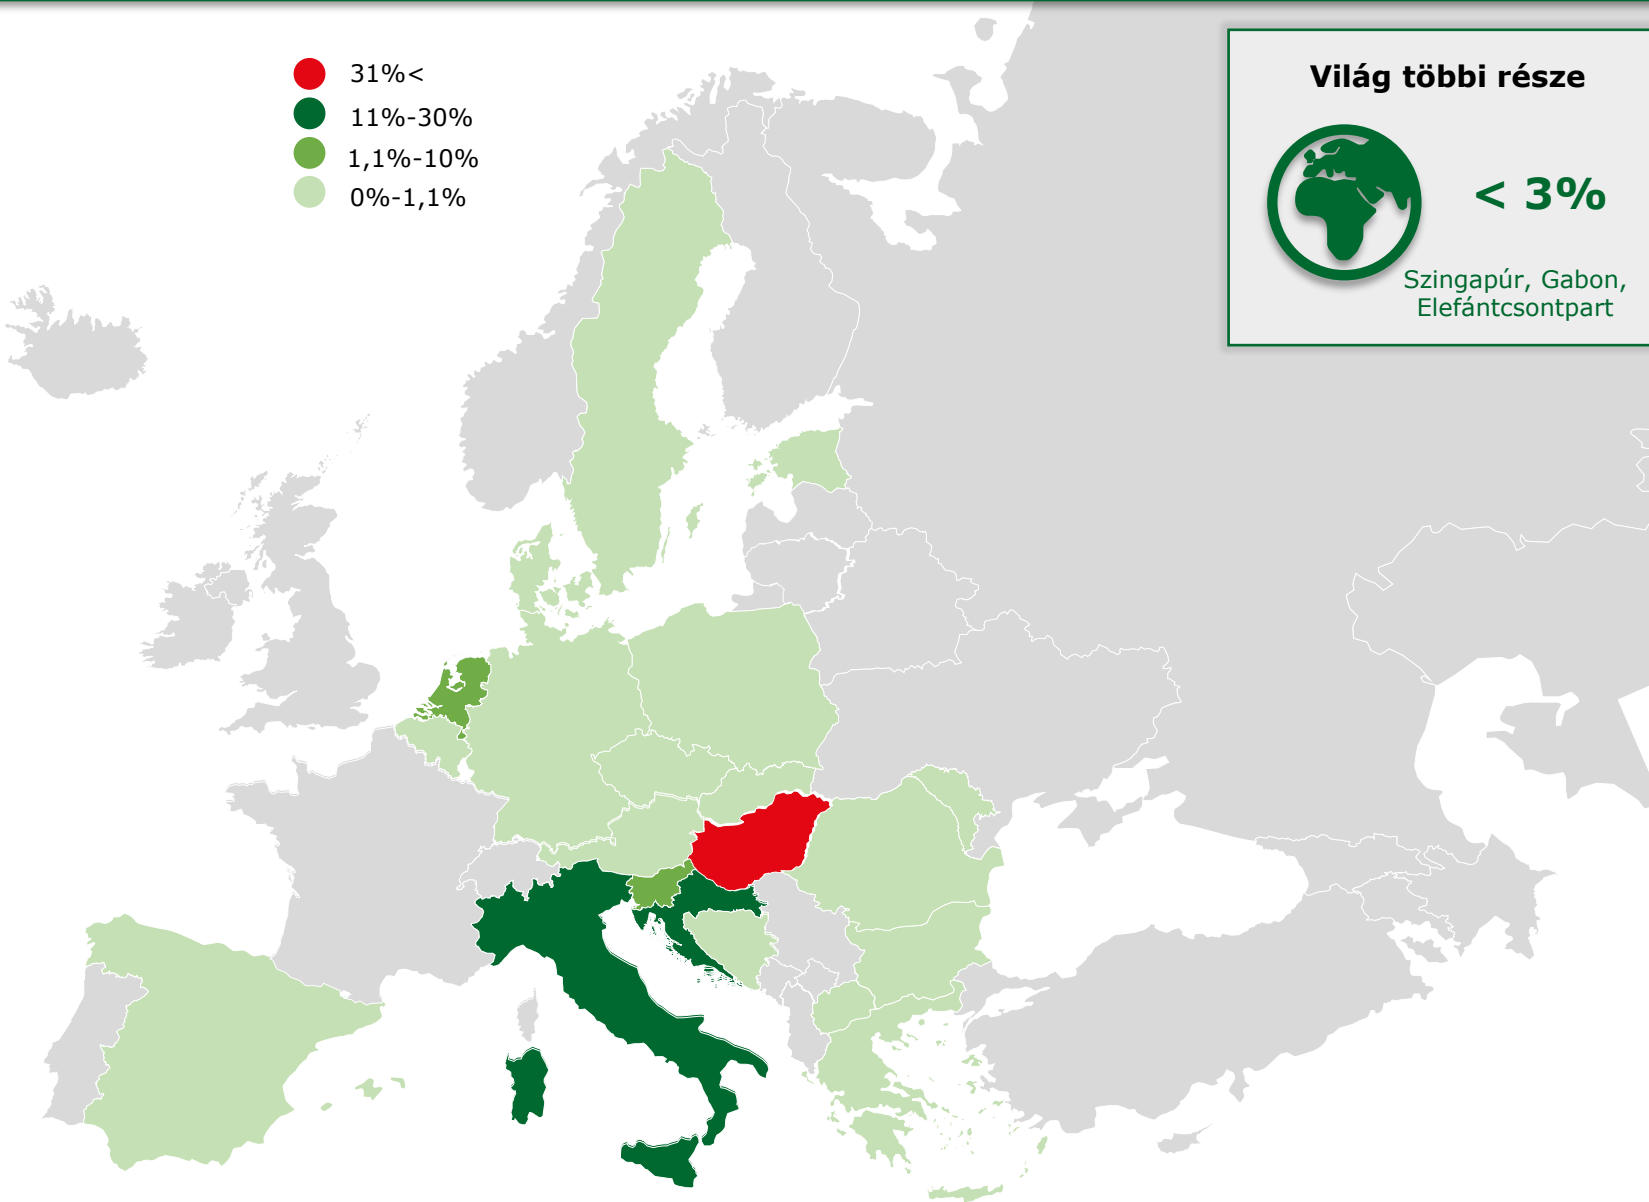 31%<
11%-30%
1,1%-10%
0%-1,1%
Világ többi része
< 3%
Szingapúr, Gabon,
Elefántcsontpart